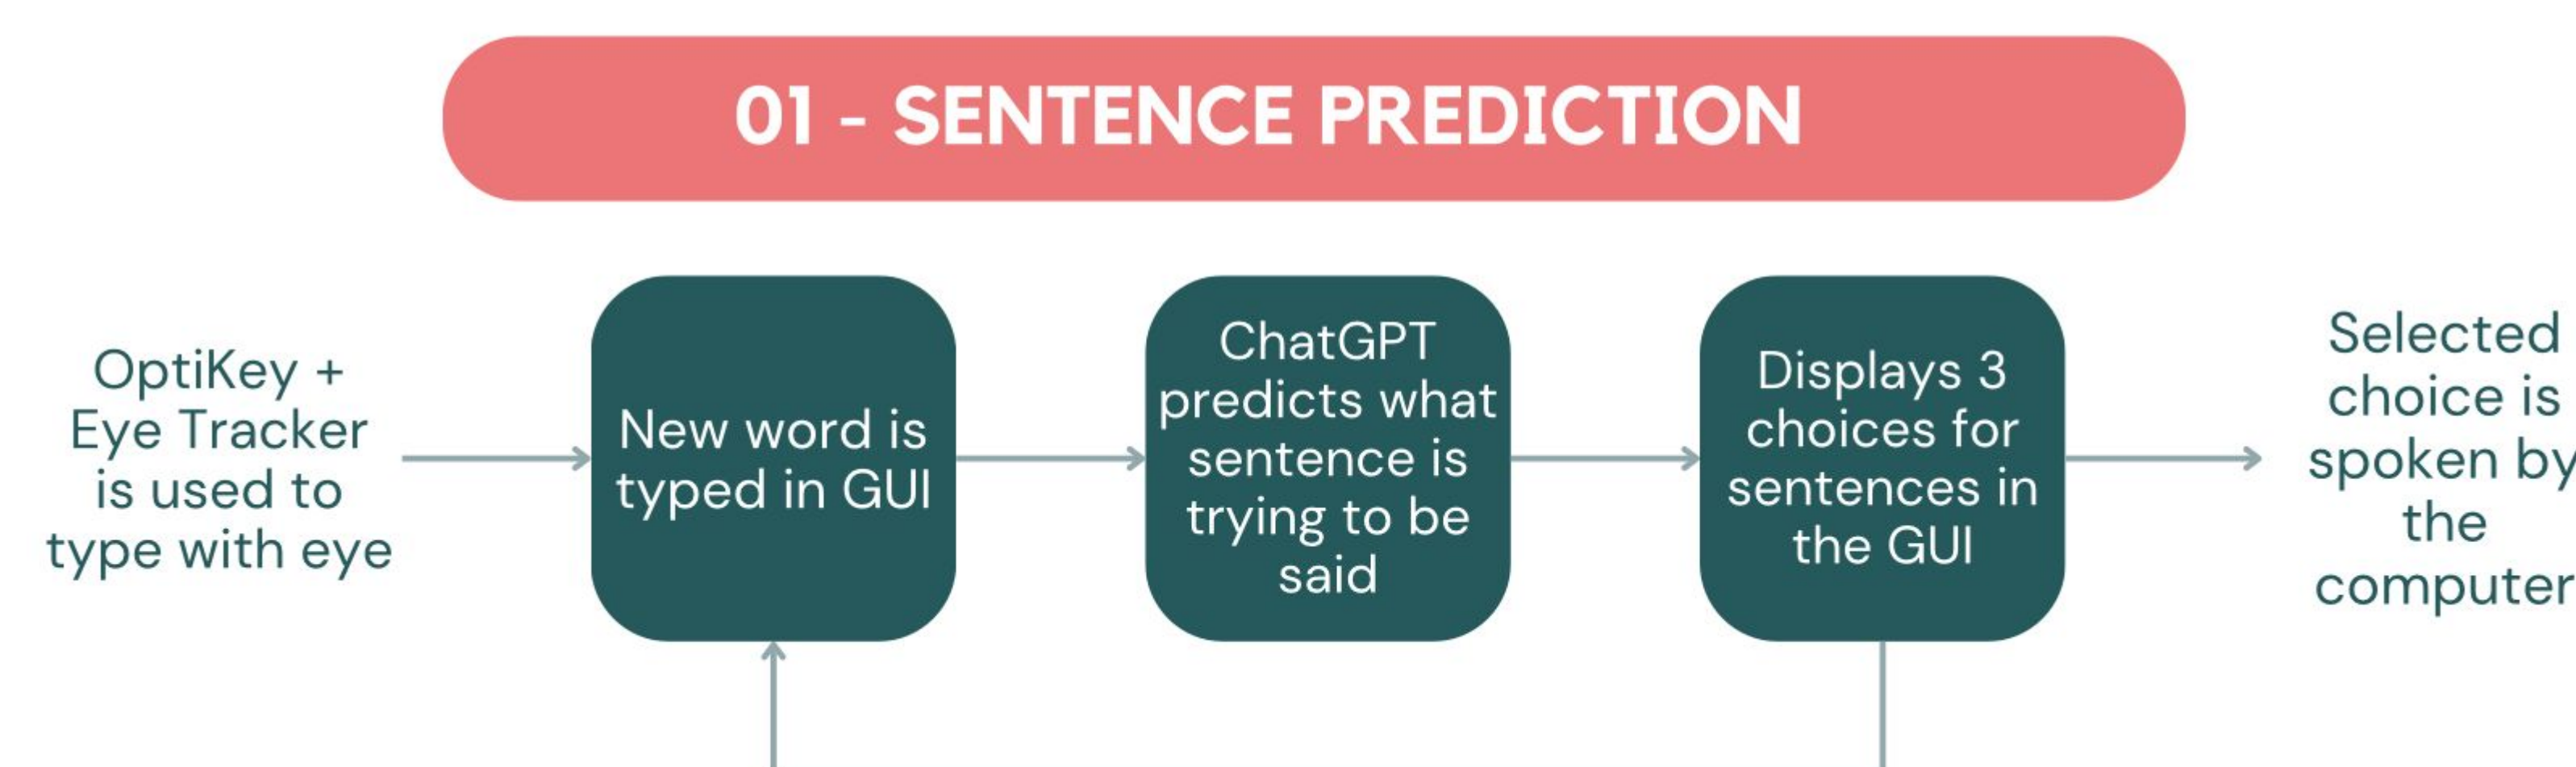 01 - SENTENCE PREDICTION
OptiKey +
Eye Tracker
is used to
type with eye
New word is
typed in GUI
ChatGPT
predicts what
sentence is
trying to be
said
Displays 3
choices for
sentences in
the GUI
Selected
choice is
spoken by
the
computer